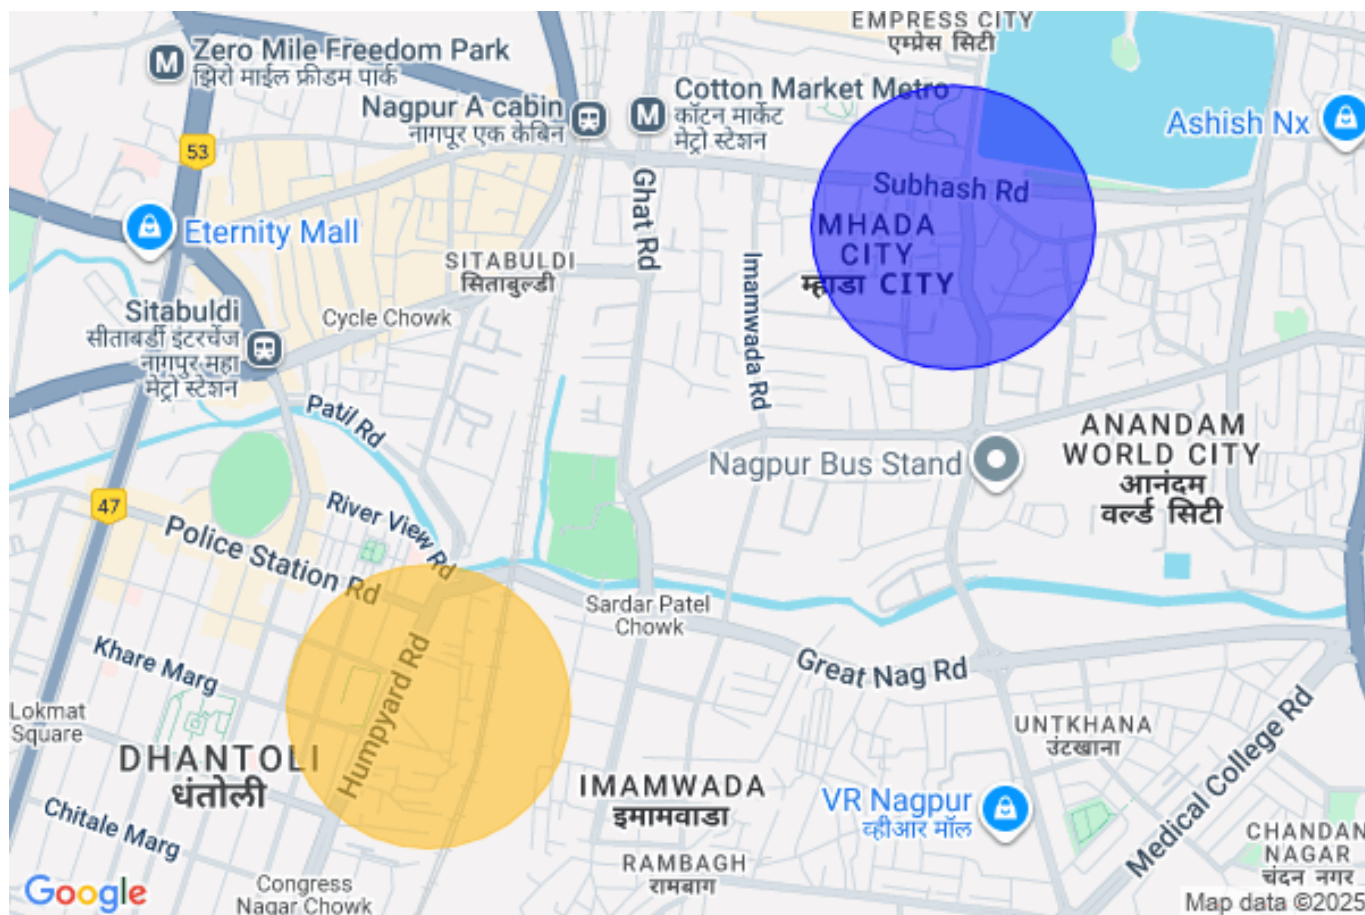 EMPRESS CITY
एम्प्रेस सिटी
Zero Mile Freedom Park
झिरो माईल फ्रीडम पार्क
Nagpur A cabin
नागपूर एक केबिन
Cotton Market Metro
कॉटन मार्केट
मेट्रो स्टेशन
Ashish Nx
53
Ghat Rd
Subhash Rd
MHADA
CITY
म्हाडा CITY
Eternity Mall
SITABULDI
सिताबुल्डी
Imamwada Rd
Sitabuldi
सीताबर्डी इंटरचेंज
नागपुर महा
मेट्रो स्टेशन
Cycle Chowk
Patil Rd
ANANDAM
WORLD CITY
आनंदम
वर्ल्ड सिटी
Nagpur Bus Stand
47
River View Rd
Police Station Rd
Sardar Patel
Chowk
Khare Marg
Humpyard Rd
Great Nag Rd
Lokmat
Square
UNTKHANA
उंटखाना
Medical College Rd
DHANTOLI
धंतोली
IMAMWADA
इमामवाडा
VR Nagpur
व्हीआर मॉल
Chitale Marg
RAMBAGH
रामबाग
CHANDAN
NAGAR
चंदन नगर
Congress
Nagar Chowk
Google
Map data ©2025